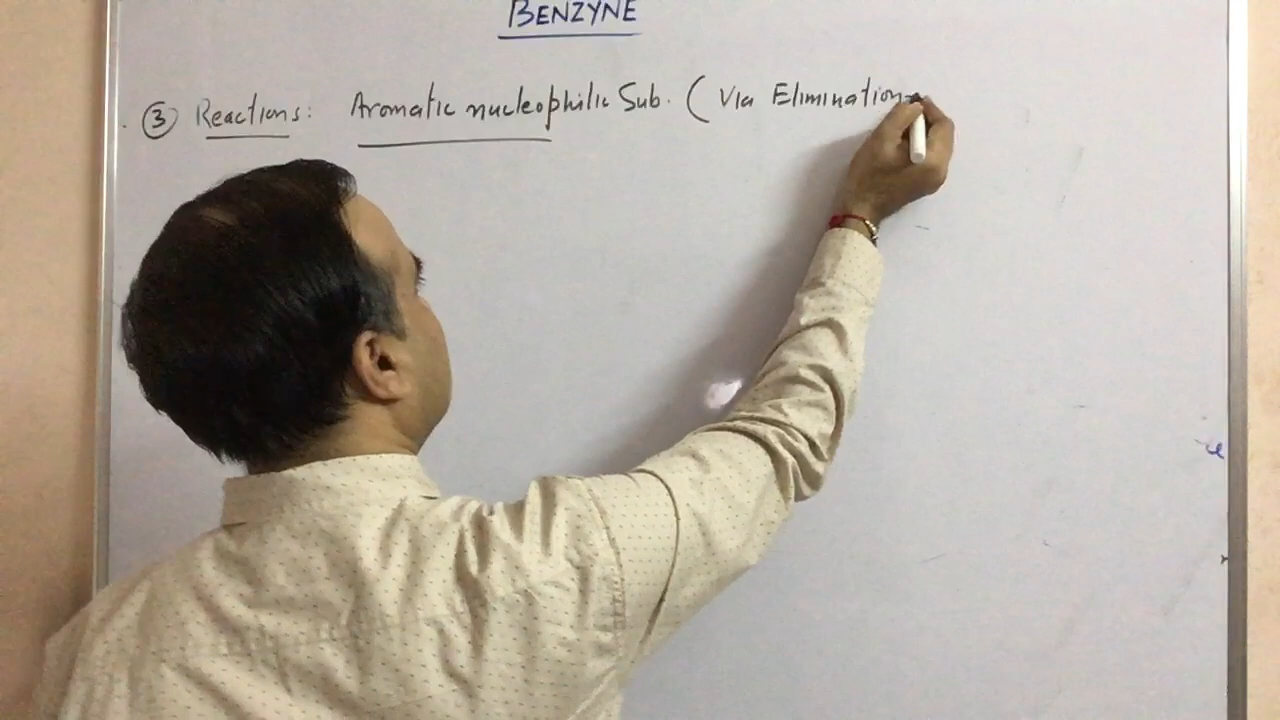 BENZYNE
③ Reactions: Aromatic nucleophilic Sub. ( Via Elimination-